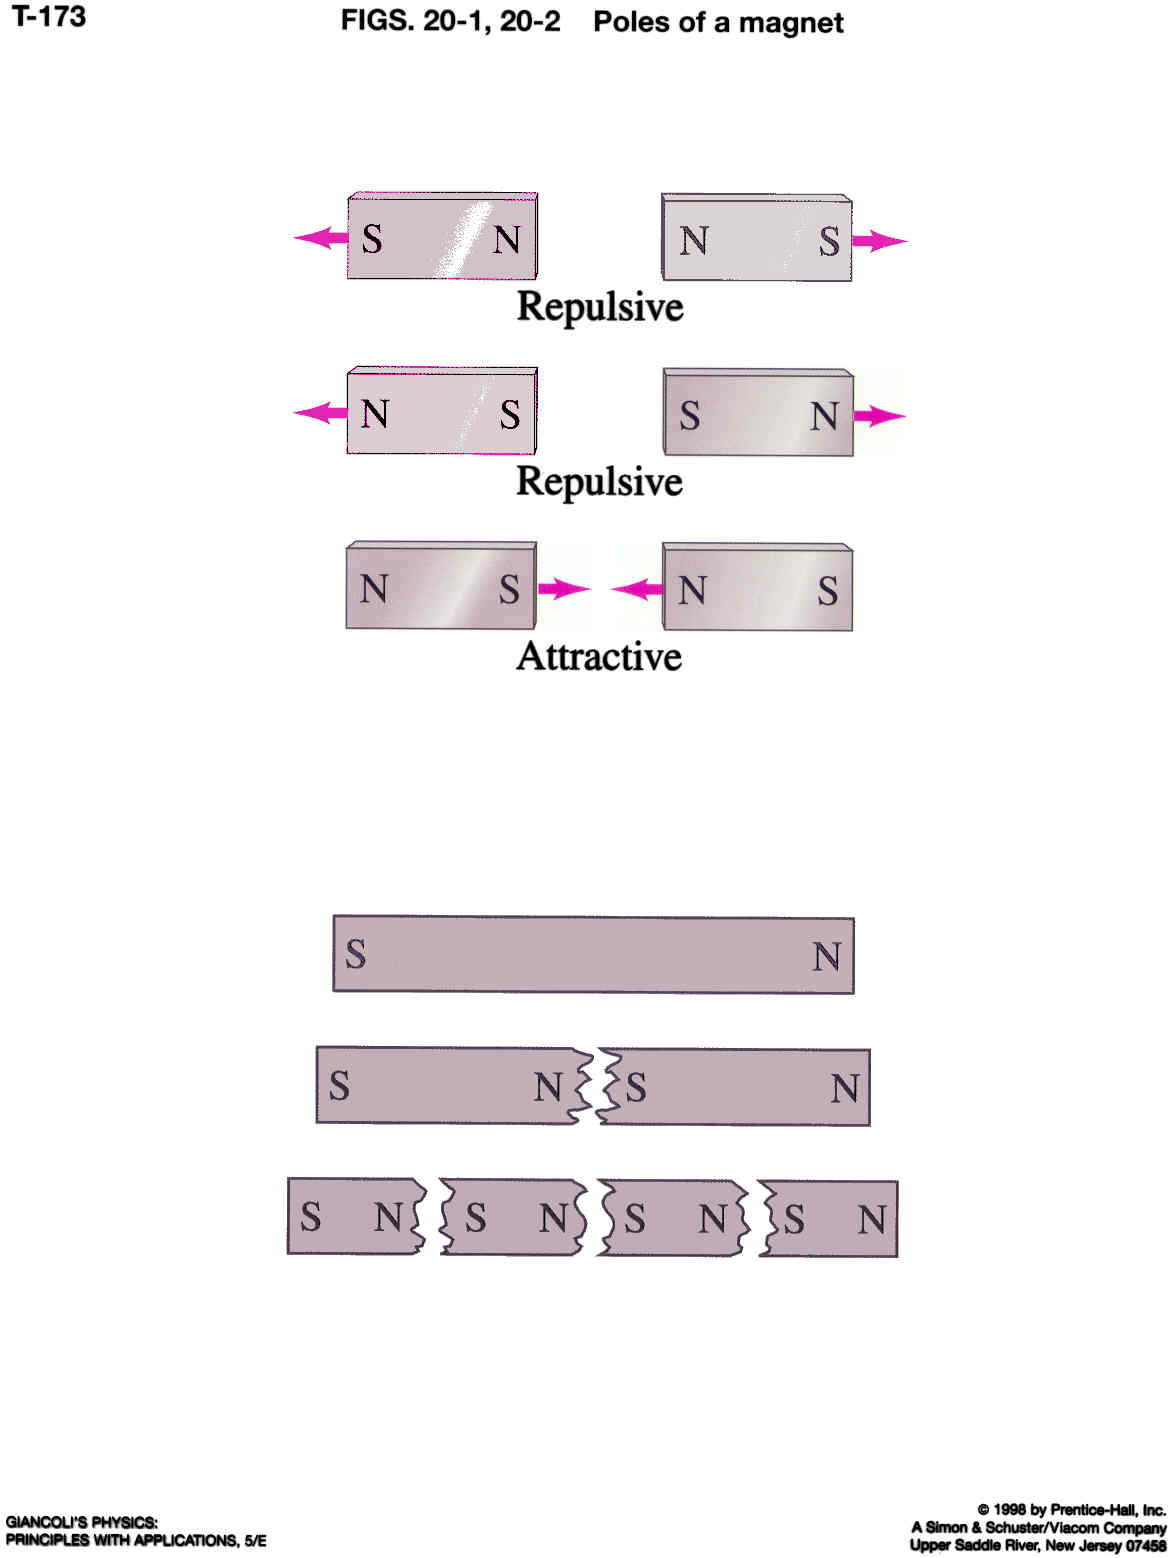 T-173
FIGS. 20-1, 20-2 Poles of a magnet
S N N S
Repulsive
N S S N
Repulsive
N S N S
Attractive
S N
S N S N
S N S N S N S N
GIANCOLI'S PHYSICS:
PRINCIPLES WITH APPLICATIONS, 5/E
© 1998 by Prentice-Hall, Inc.
A Simon & Schuster/Viacom Company
Upper Saddle River, New Jersey 07458